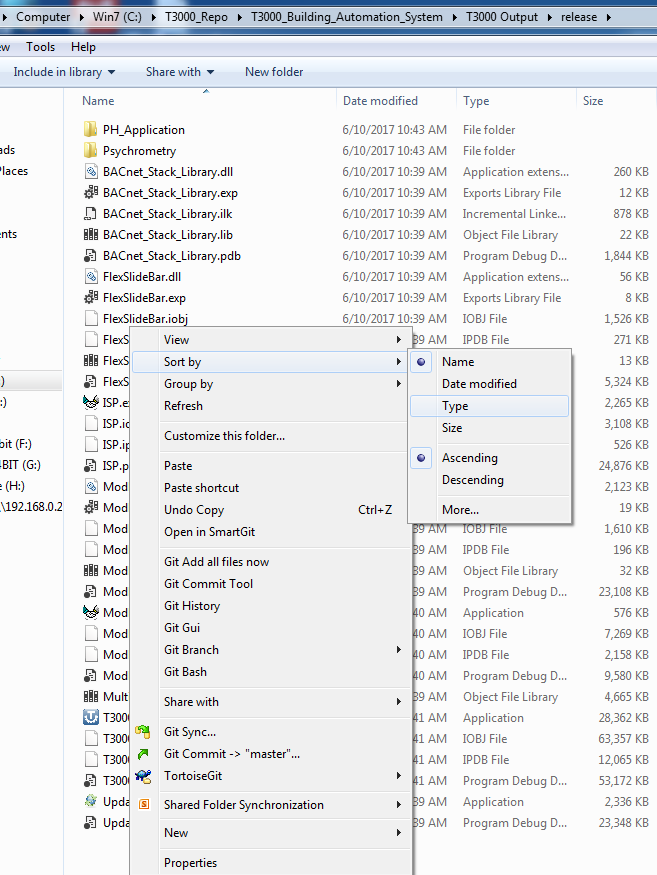 Computer ▸ Win7 (C:) ▸ T3000_Repo ▸ T3000_Building_Automation_System ▸ T3000 Output ▸ release ▸
ew Tools Help
Include in library Share with New folder
Name Date modified Type Size
PH_Application 6/10/2017 10:43 AM File folder
ads Psychrometry 6/10/2017 10:43 AM File folder
Places BACnet_Stack_Library.dll 6/10/2017 10:39 AM Application extens... 260 KB
BACnet_Stack_Library.exp 6/10/2017 10:39 AM Exports Library File 12 KB
BACnet_Stack_Library.ilk 6/10/2017 10:39 AM Incremental Linke... 878 KB
ents BACnet_Stack_Library.lib 6/10/2017 10:39 AM Object File Library 22 KB
BACnet_Stack_Library.pdb 6/10/2017 10:39 AM Program Debug D... 1,844 KB
FlexSlideBar.dll 6/10/2017 10:39 AM Application extens... 56 KB
FlexSlideBar.exp 6/10/2017 10:39 AM Exports Library File 8 KB
FlexSlideBar.iobj 6/10/2017 10:39 AM IOBJ File 1,526 KB
FlexS View 39 AM IPDB File 271 KB
FlexS Sort by Name 13 KB
:) FlexS Group by Date modified 5,324 KB
:) ISP.e Refresh Type 2,265 KB
ISP.i Size 3,108 KB
bit (F:) ISP.ip Customize this folder... 526 KB
4BIT (G:) ISP.p Paste Ascending 24,876 KB
e (H:) Mod Paste shortcut Descending 2,123 KB
\192.168.0.2 Mod Undo Copy Ctrl+Z More... 19 KB
Mod Open in SmartGit 39 AM IOBJ File 1,610 KB
Mod 39 AM IPDB File 196 KB
Mod Git Add all files now 39 AM Object File Library 32 KB
Mod Git Commit Tool 39 AM Program Debug D... 23,108 KB
Mod Git History 40 AM Application 576 KB
Mod Git Gui 40 AM IOBJ File 7,269 KB
Mod Git Branch 40 AM IPDB File 2,158 KB
Mod Git Bash 40 AM Program Debug D... 9,580 KB
Multi Share with 39 AM Object File Library 4,665 KB
T300 41 AM Application 28,362 KB
T300 Git Sync... 41 AM IOBJ File 63,357 KB
T300 Git Commit -> "master"... 41 AM IPDB File 12,065 KB
T300 TortoiseGit 41 AM Program Debug D... 53,172 KB
Upda Shared Folder Synchronization 39 AM Application 2,336 KB
Upda New 39 AM Program Debug D... 23,348 KB
Properties